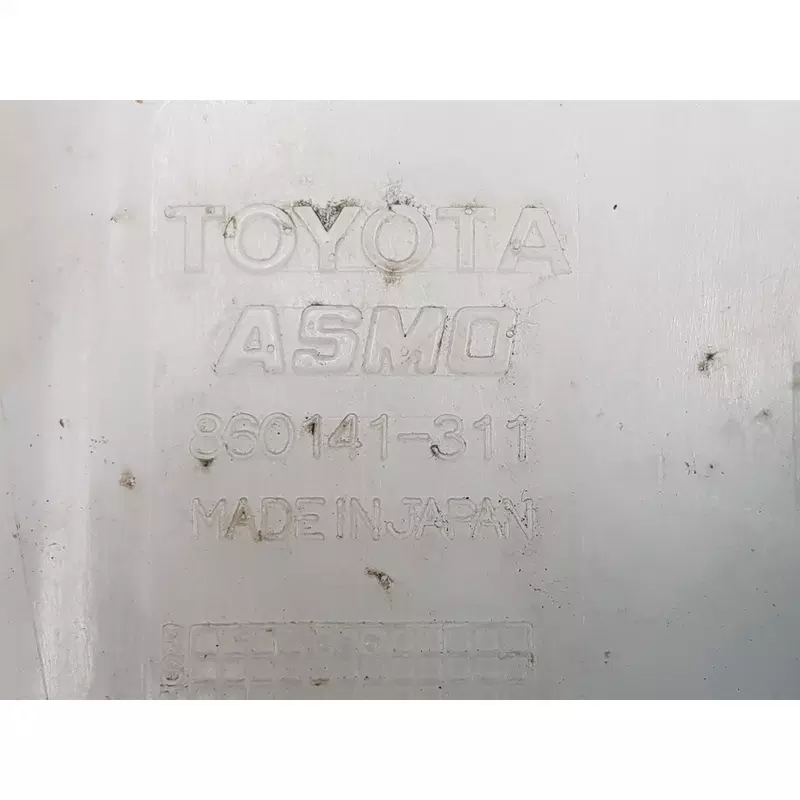 TOYOTA
ASMO
860141-311
MADE IN JAPAN